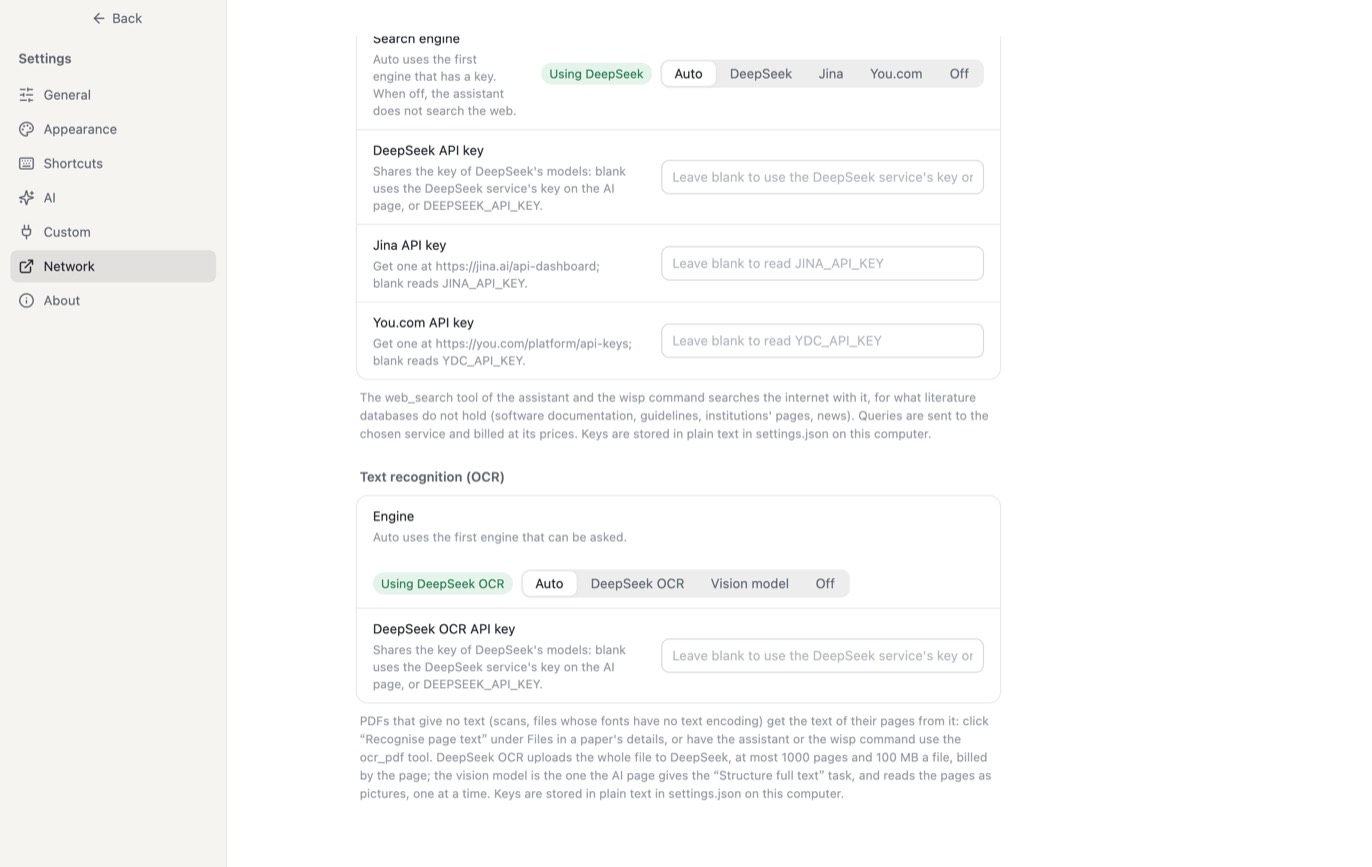 Back
Settings
General
Appearance
Shortcuts
AI
Custom
Network
About
Search engine
Auto uses the first
engine that has a key.
When off, the assistant
does not search the web.
Using DeepSeek
Auto
DeepSeek
Jina
You.com
Off
DeepSeek API key
Shares the key of DeepSeek's models: blank
uses the DeepSeek service's key on the AI
page, or DEEPSEEK_API_KEY.
Leave blank to use the DeepSeek service's key or
Jina API key
Get one at https://jina.ai/api-dashboard;
blank reads JINA_API_KEY.
Leave blank to read JINA_API_KEY
You.com API key
Get one at https://you.com/platform/api-keys;
blank reads YDC_API_KEY.
Leave blank to read YDC_API_KEY
The web_search tool of the assistant and the wisp command searches the internet with it, for what literature
databases do not hold (software documentation, guidelines, institutions' pages, news). Queries are sent to the
chosen service and billed at its prices. Keys are stored in plain text in settings.json on this computer.
Text recognition (OCR)
Engine
Auto uses the first engine that can be asked.
Using DeepSeek OCR
Auto
DeepSeek OCR
Vision model
Off
DeepSeek OCR API key
Shares the key of DeepSeek's models: blank
uses the DeepSeek service's key on the AI
page, or DEEPSEEK_API_KEY.
Leave blank to use the DeepSeek service's key or
PDFs that give no text (scans, files whose fonts have no text encoding) get the text of their pages from it: click
“Recognise page text” under Files in a paper's details, or have the assistant or the wisp command use the
ocr_pdf tool. DeepSeek OCR uploads the whole file to DeepSeek, at most 1000 pages and 100 MB a file, billed
by the page; the vision model is the one the AI page gives the “Structure full text” task, and reads the pages as
pictures, one at a time. Keys are stored in plain text in settings.json on this computer.